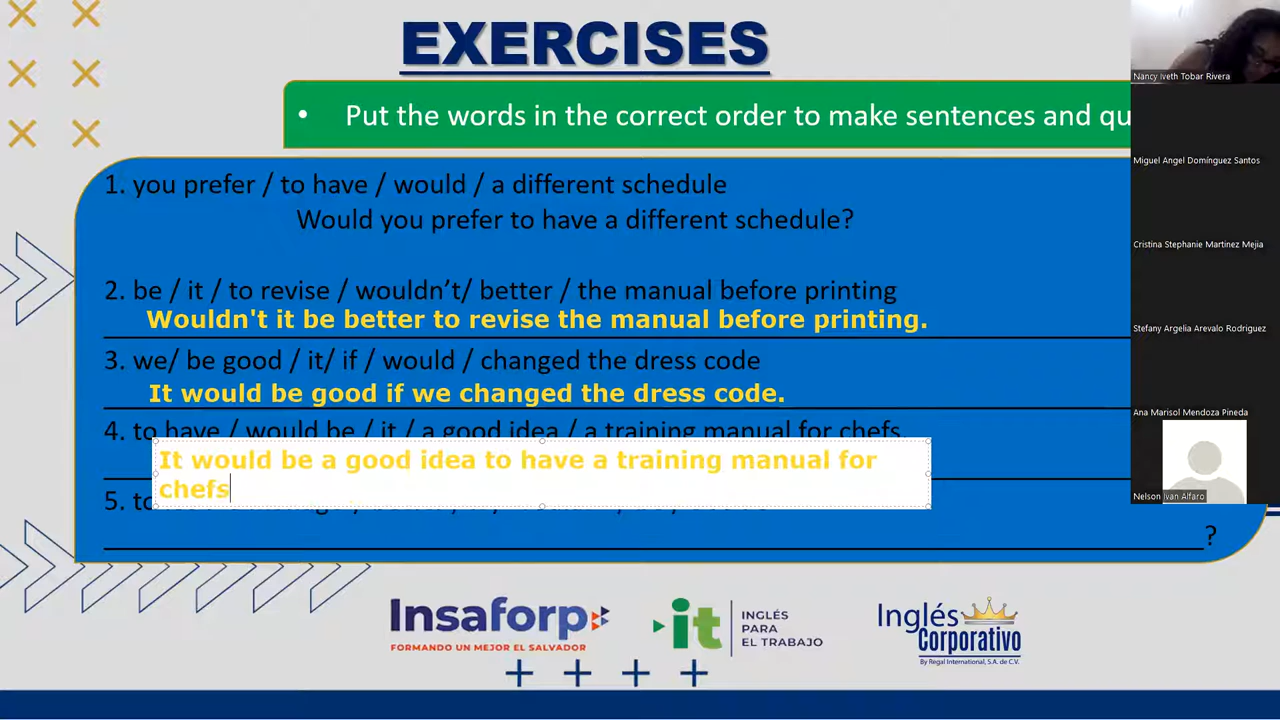 EXERCISES
• Put the words in the correct order to make sentences and qu
1. you prefer / to have / would / a different schedule
Would you prefer to have a different schedule?
2. be / it / to revise / wouldn’t/ better / the manual before printing
Wouldn't it be better to revise the manual before printing.
3. we/ be good / it/ if / would / changed the dress code
It would be good if we changed the dress code.
4. to have / would be / it / a good idea / a training manual for chefs
It would be a good idea to have a training manual for
chefs
5.
?
Nancy Iveth Tobar Rivera
Miguel Angel Domínguez Santos
Cristina Stephanie Martinez Mejia
Stefany Argelia Arevalo Rodriguez
Ana Marisol Mendoza Pineda
Nelson Ivan Alfaro
Insaforp
FORMANDO UN MEJOR EL SALVADOR
it
INGLÉS
PARA
EL TRABAJO
Inglés
Corporativo
By Regal International, S.A. de C.V.